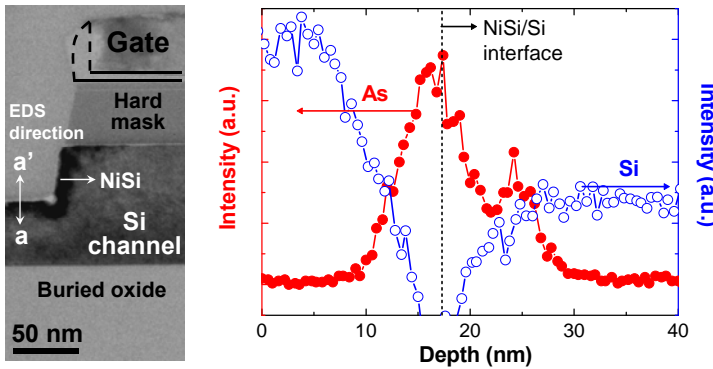 Gate
Hard
mask
EDS
direction
a'
NiSi
a
Si
channel
Buried oxide
50 nm
NiSi/Si
interface
As
Si
Intensity (a.u.)
Intensity (a.u.)
0 10 20 30 40
Depth (nm)